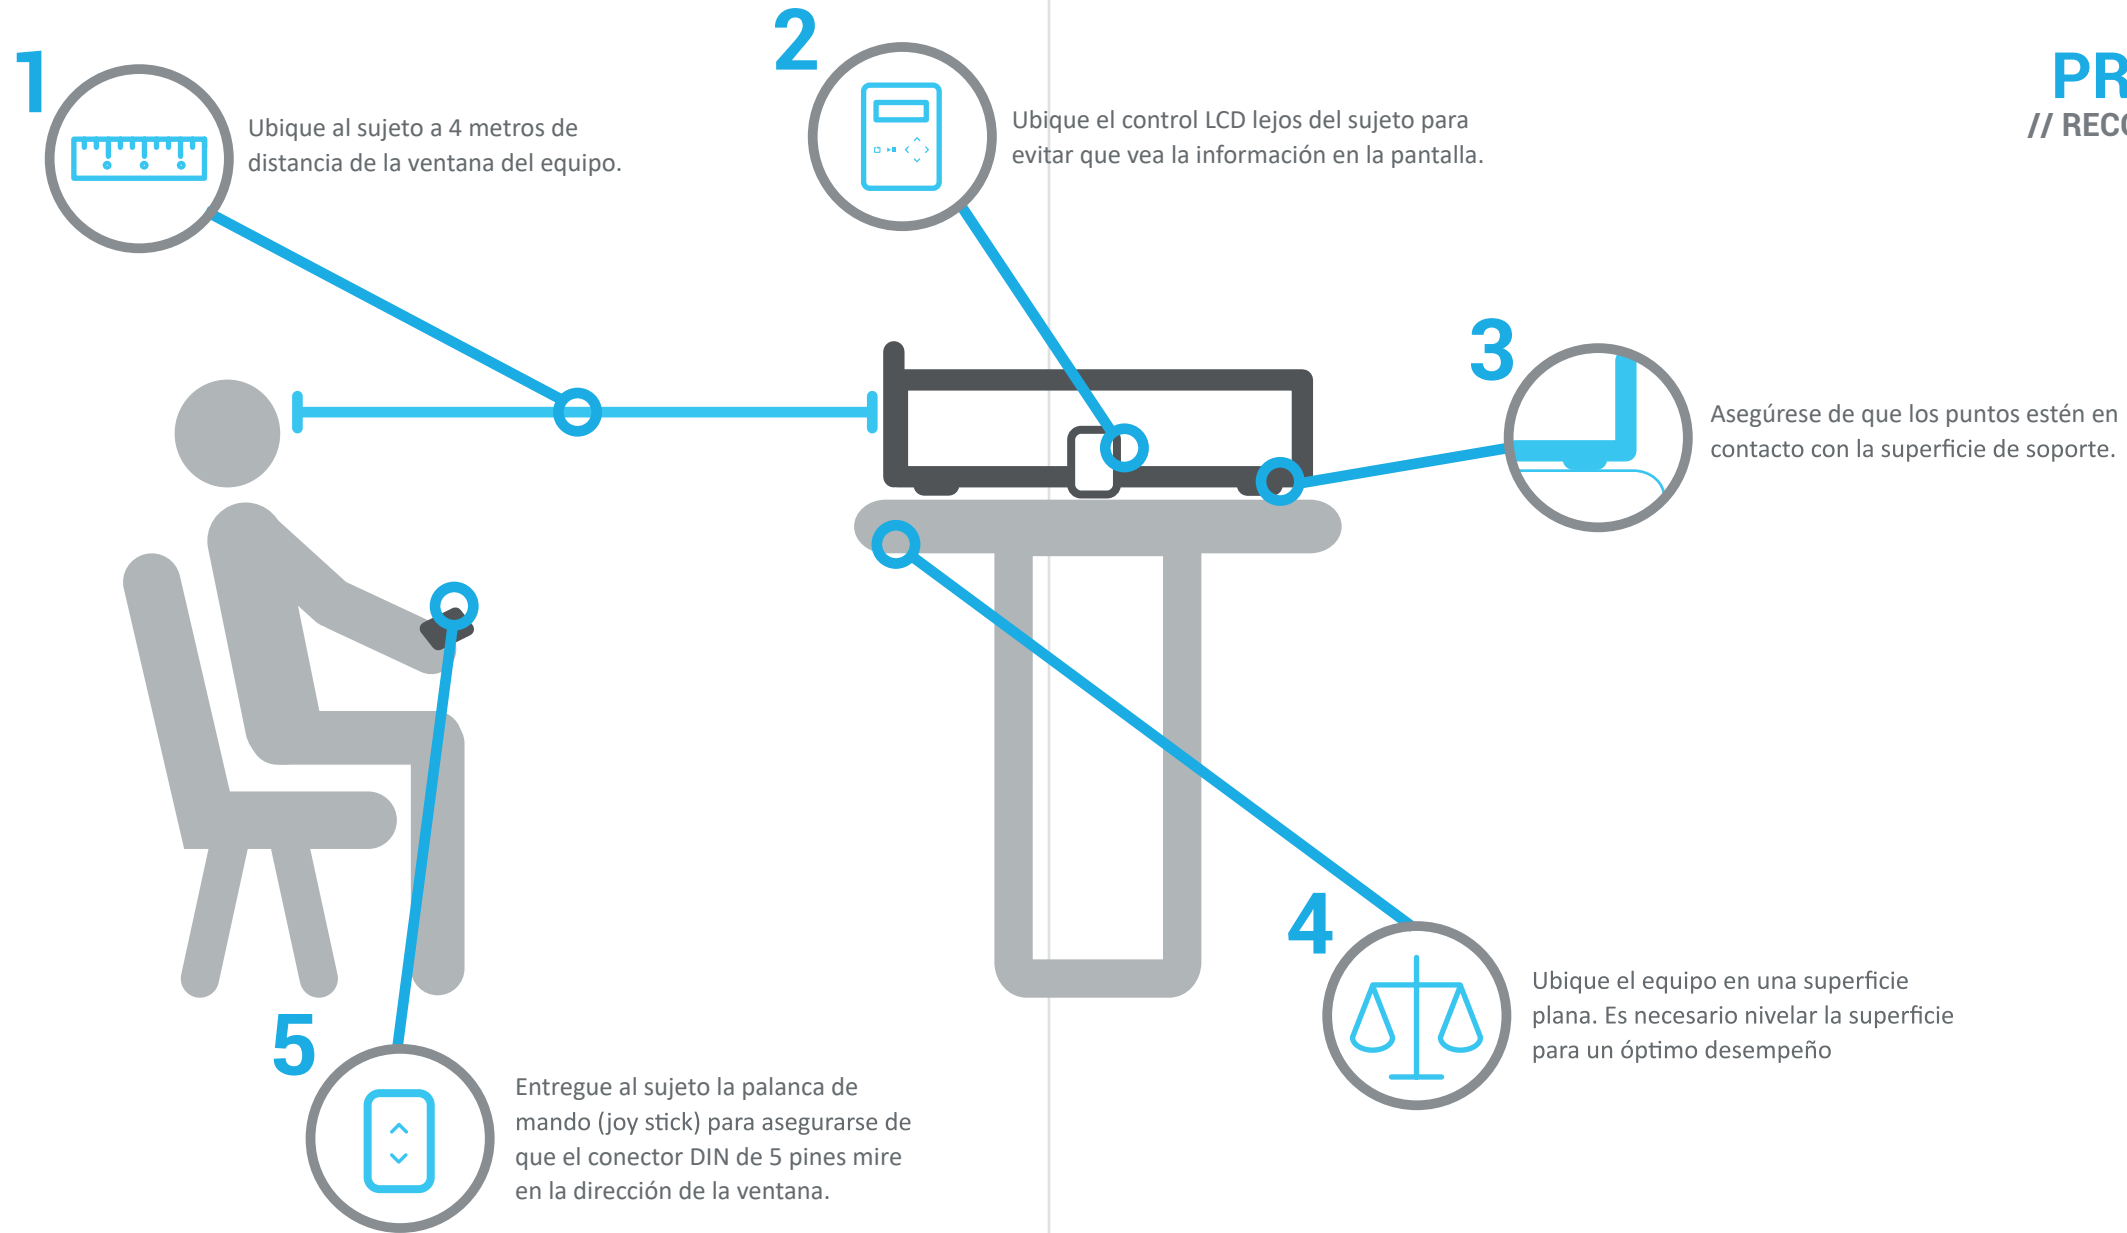 1
Ubique al sujeto a 4 metros de
distancia de la ventana del equipo.
2
Ubique el control LCD lejos del sujeto para
evitar que vea la información en la pantalla.
PR
// RECO
3
Asegúrese de que los puntos estén en
contacto con la superficie de soporte.
4
Ubique el equipo en una superficie
plana. Es necesario nivelar la superficie
para un óptimo desempeño
5
Entregue al sujeto la palanca de
mando (joy stick) para asegurarse de
que el conector DIN de 5 pines mire
en la dirección de la ventana.